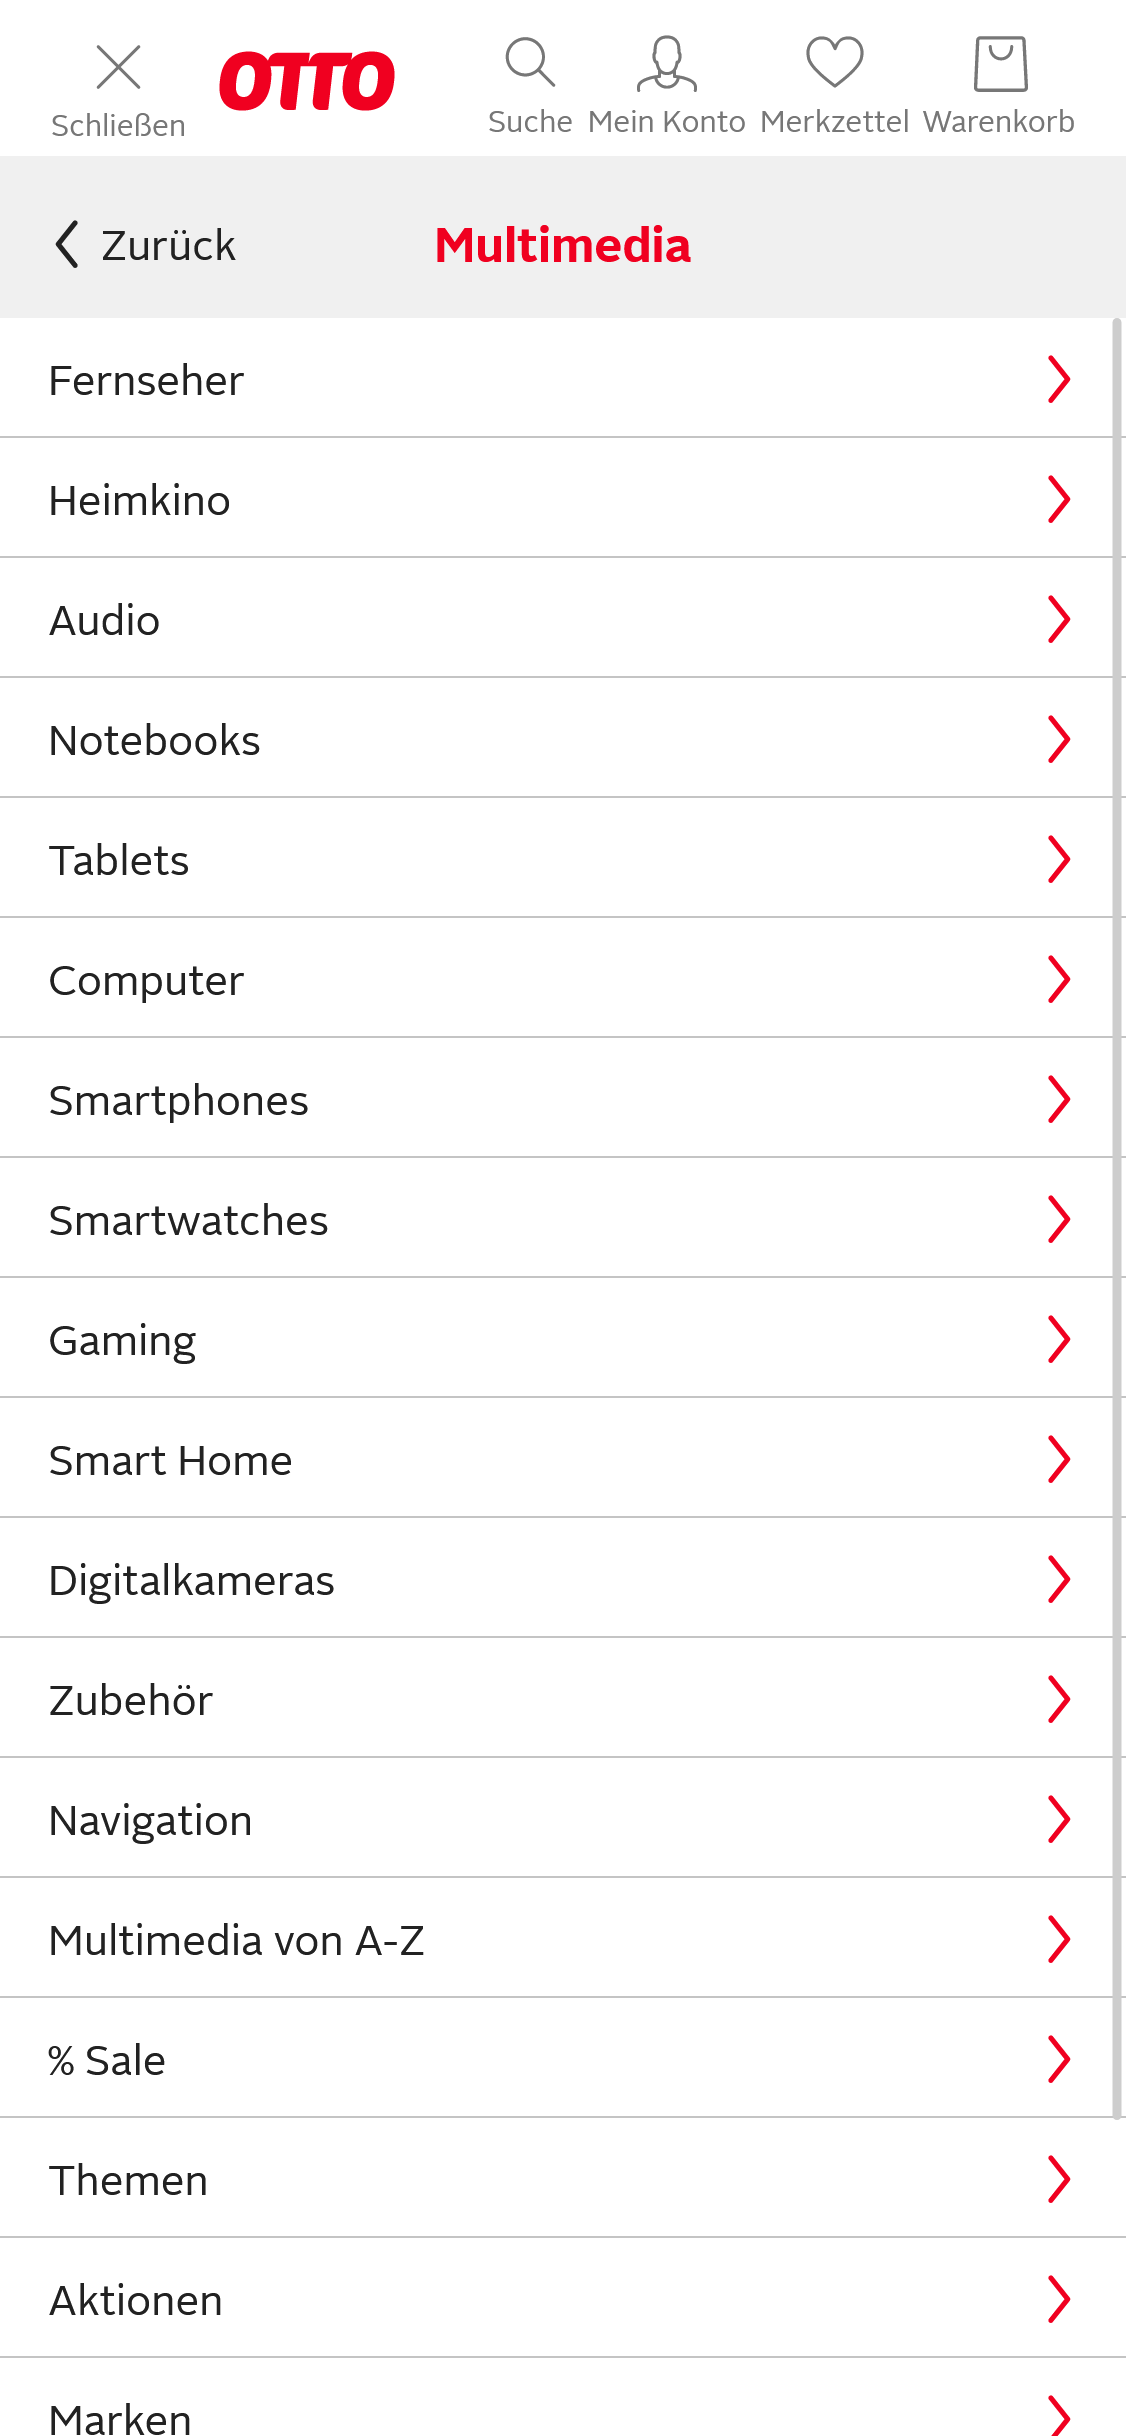 Schließen
OTTO
Suche
Mein Konto
Merkzettel
Warenkorb
Zurück
Multimedia
Fernseher
Heimkino
Audio
Notebooks
Tablets
Computer
Smartphones
Smartwatches
Gaming
Smart Home
Digitalkameras
Zubehör
Navigation
Multimedia von A-Z
% Sale
Themen
Aktionen
Marken